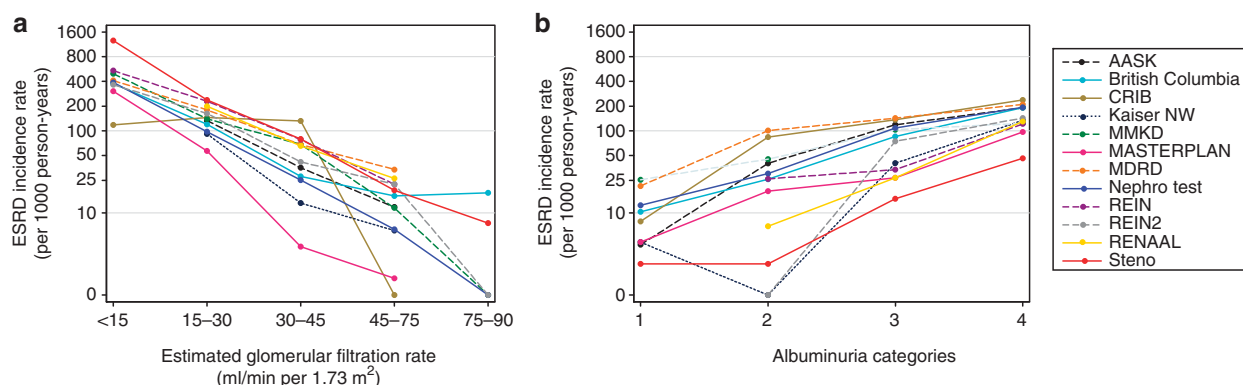 a
ESRD incidence rate
(per 1000 person-years)
1600
800
400
200
100
50
25
10
0
<15
15–30
30–45
45–75
75–90
Estimated glomerular filtration rate
(ml/min per 1.73 m²)
b
ESRD incidence rate
(per 1000 person-years)
1600
800
400
200
100
50
25
10
0
1
2
3
4
Albuminuria categories
AASK
British Columbia
CRIB
Kaiser NW
MMKD
MASTERPLAN
MDRD
Nephro test
REIN
REIN2
RENAAL
Steno